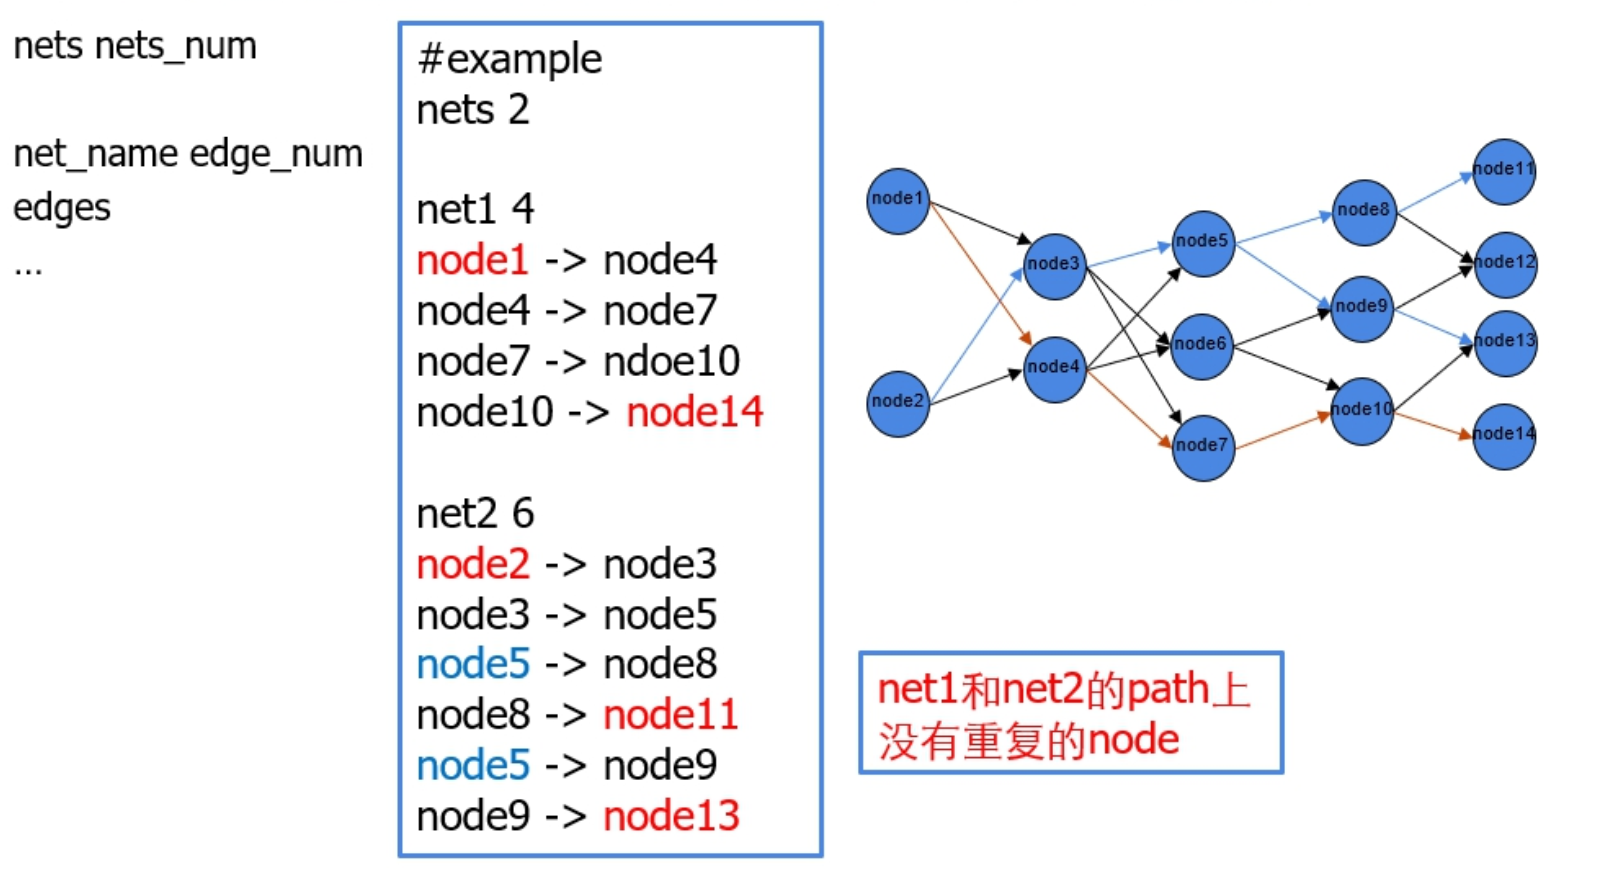 nets nets_num
net_name edge_num
edges
...
#example
nets 2
net1 4
node1 -> node4
node4 -> node7
node7 -> ndoe10
node10 -> node14
net2 6
node2 -> node3
node3 -> node5
node5 -> node8
node8 -> node11
node5 -> node9
node9 -> node13
node1
node2
node3
node4
node5
node6
node7
node8
node9
node10
node11
node12
node13
node14
net1和net2的path上
没有重复的node